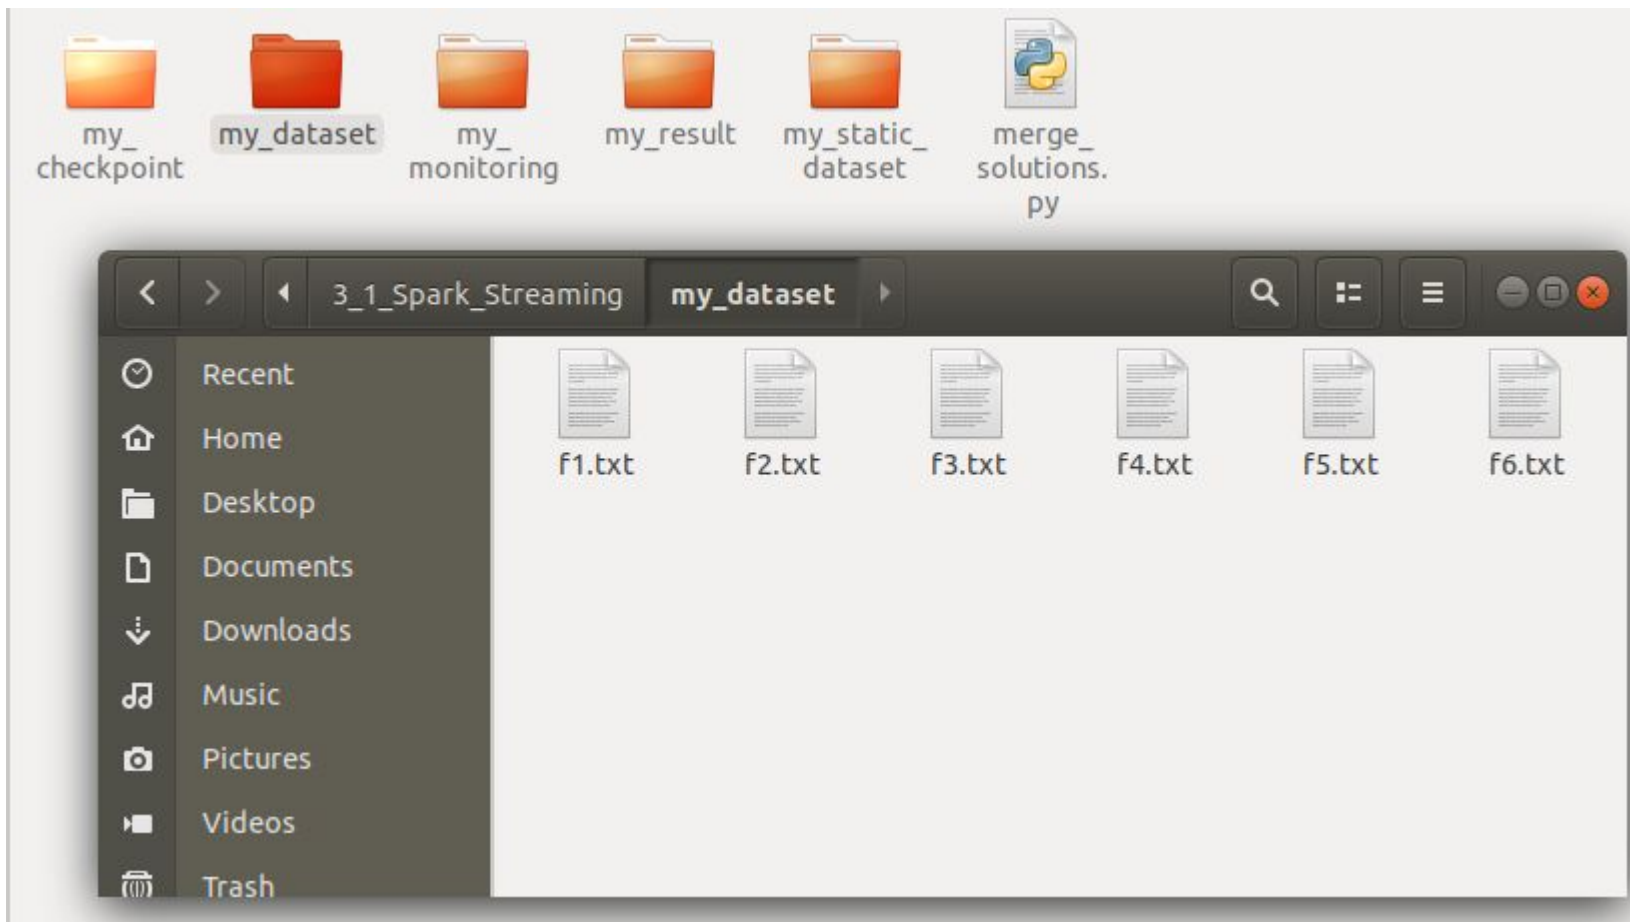 my_ my_dataset my_ my_result my_static_ merge_
checkpoint monitoring dataset solutions.
py
3_1_Spark_Streaming my_dataset
Recent
Home
Desktop
Documents
Downloads
Music
Pictures
Videos
Trash
f1.txt f2.txt f3.txt f4.txt f5.txt f6.txt